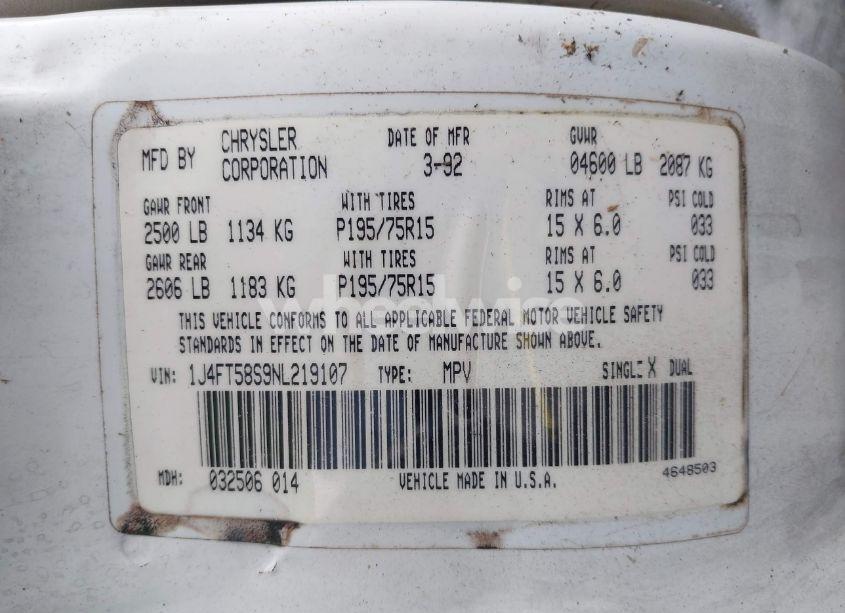 MFD BY CHRYSLER CORPORATION DATE OF MFR 3-92 GVWR 04600 LB 2087 KG
GAWR FRONT WITH TIRES RIMS AT PSI COLD
2500 LB 1134 KG P195/75R15 15 X 6.0 033
GAWR REAR WITH TIRES RIMS AT PSI COLD
2606 LB 1183 KG P195/75R15 15 X 6.0 033
wheelwise
THIS VEHICLE CONFORMS TO ALL APPLICABLE FEDERAL MOTOR VEHICLE SAFETY
STANDARDS IN EFFECT ON THE DATE OF MANUFACTURE SHOWN ABOVE.
VIN: 1J4FT58S9NL219107 TYPE: MPV SINGLE X DUAL
MDH: 032506 014 VEHICLE MADE IN U.S.A. 4648503